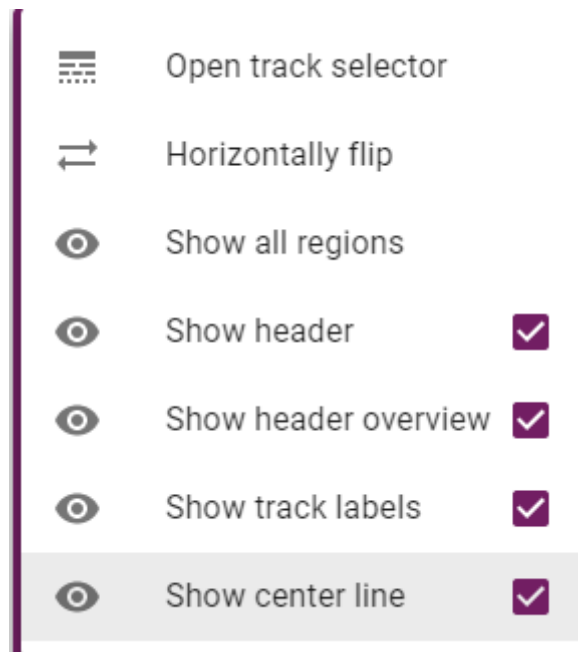 Open track selector
Horizontally flip
Show all regions
Show header
Show header overview
Show track labels
Show center line